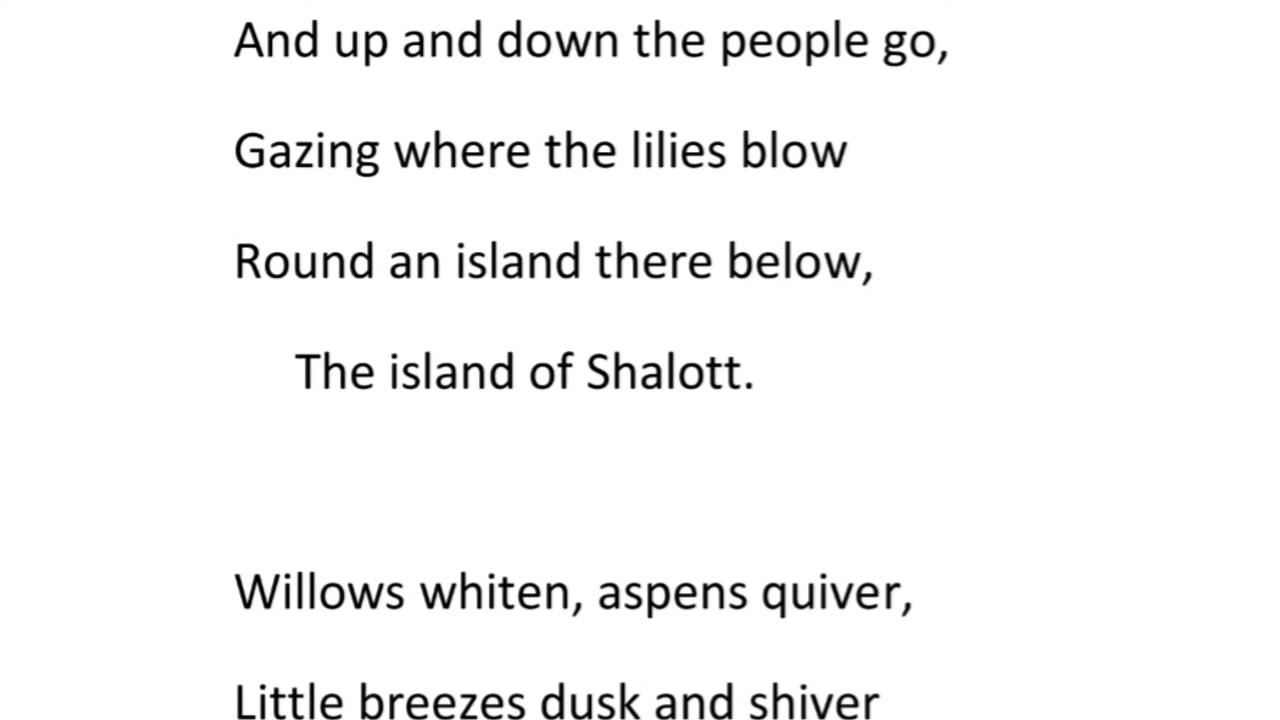 And up and down the people go,
Gazing where the lilies blow
Round an island there below,
The island of Shalott.
Willows whiten, aspens quiver,
Little breezes dusk and shiver